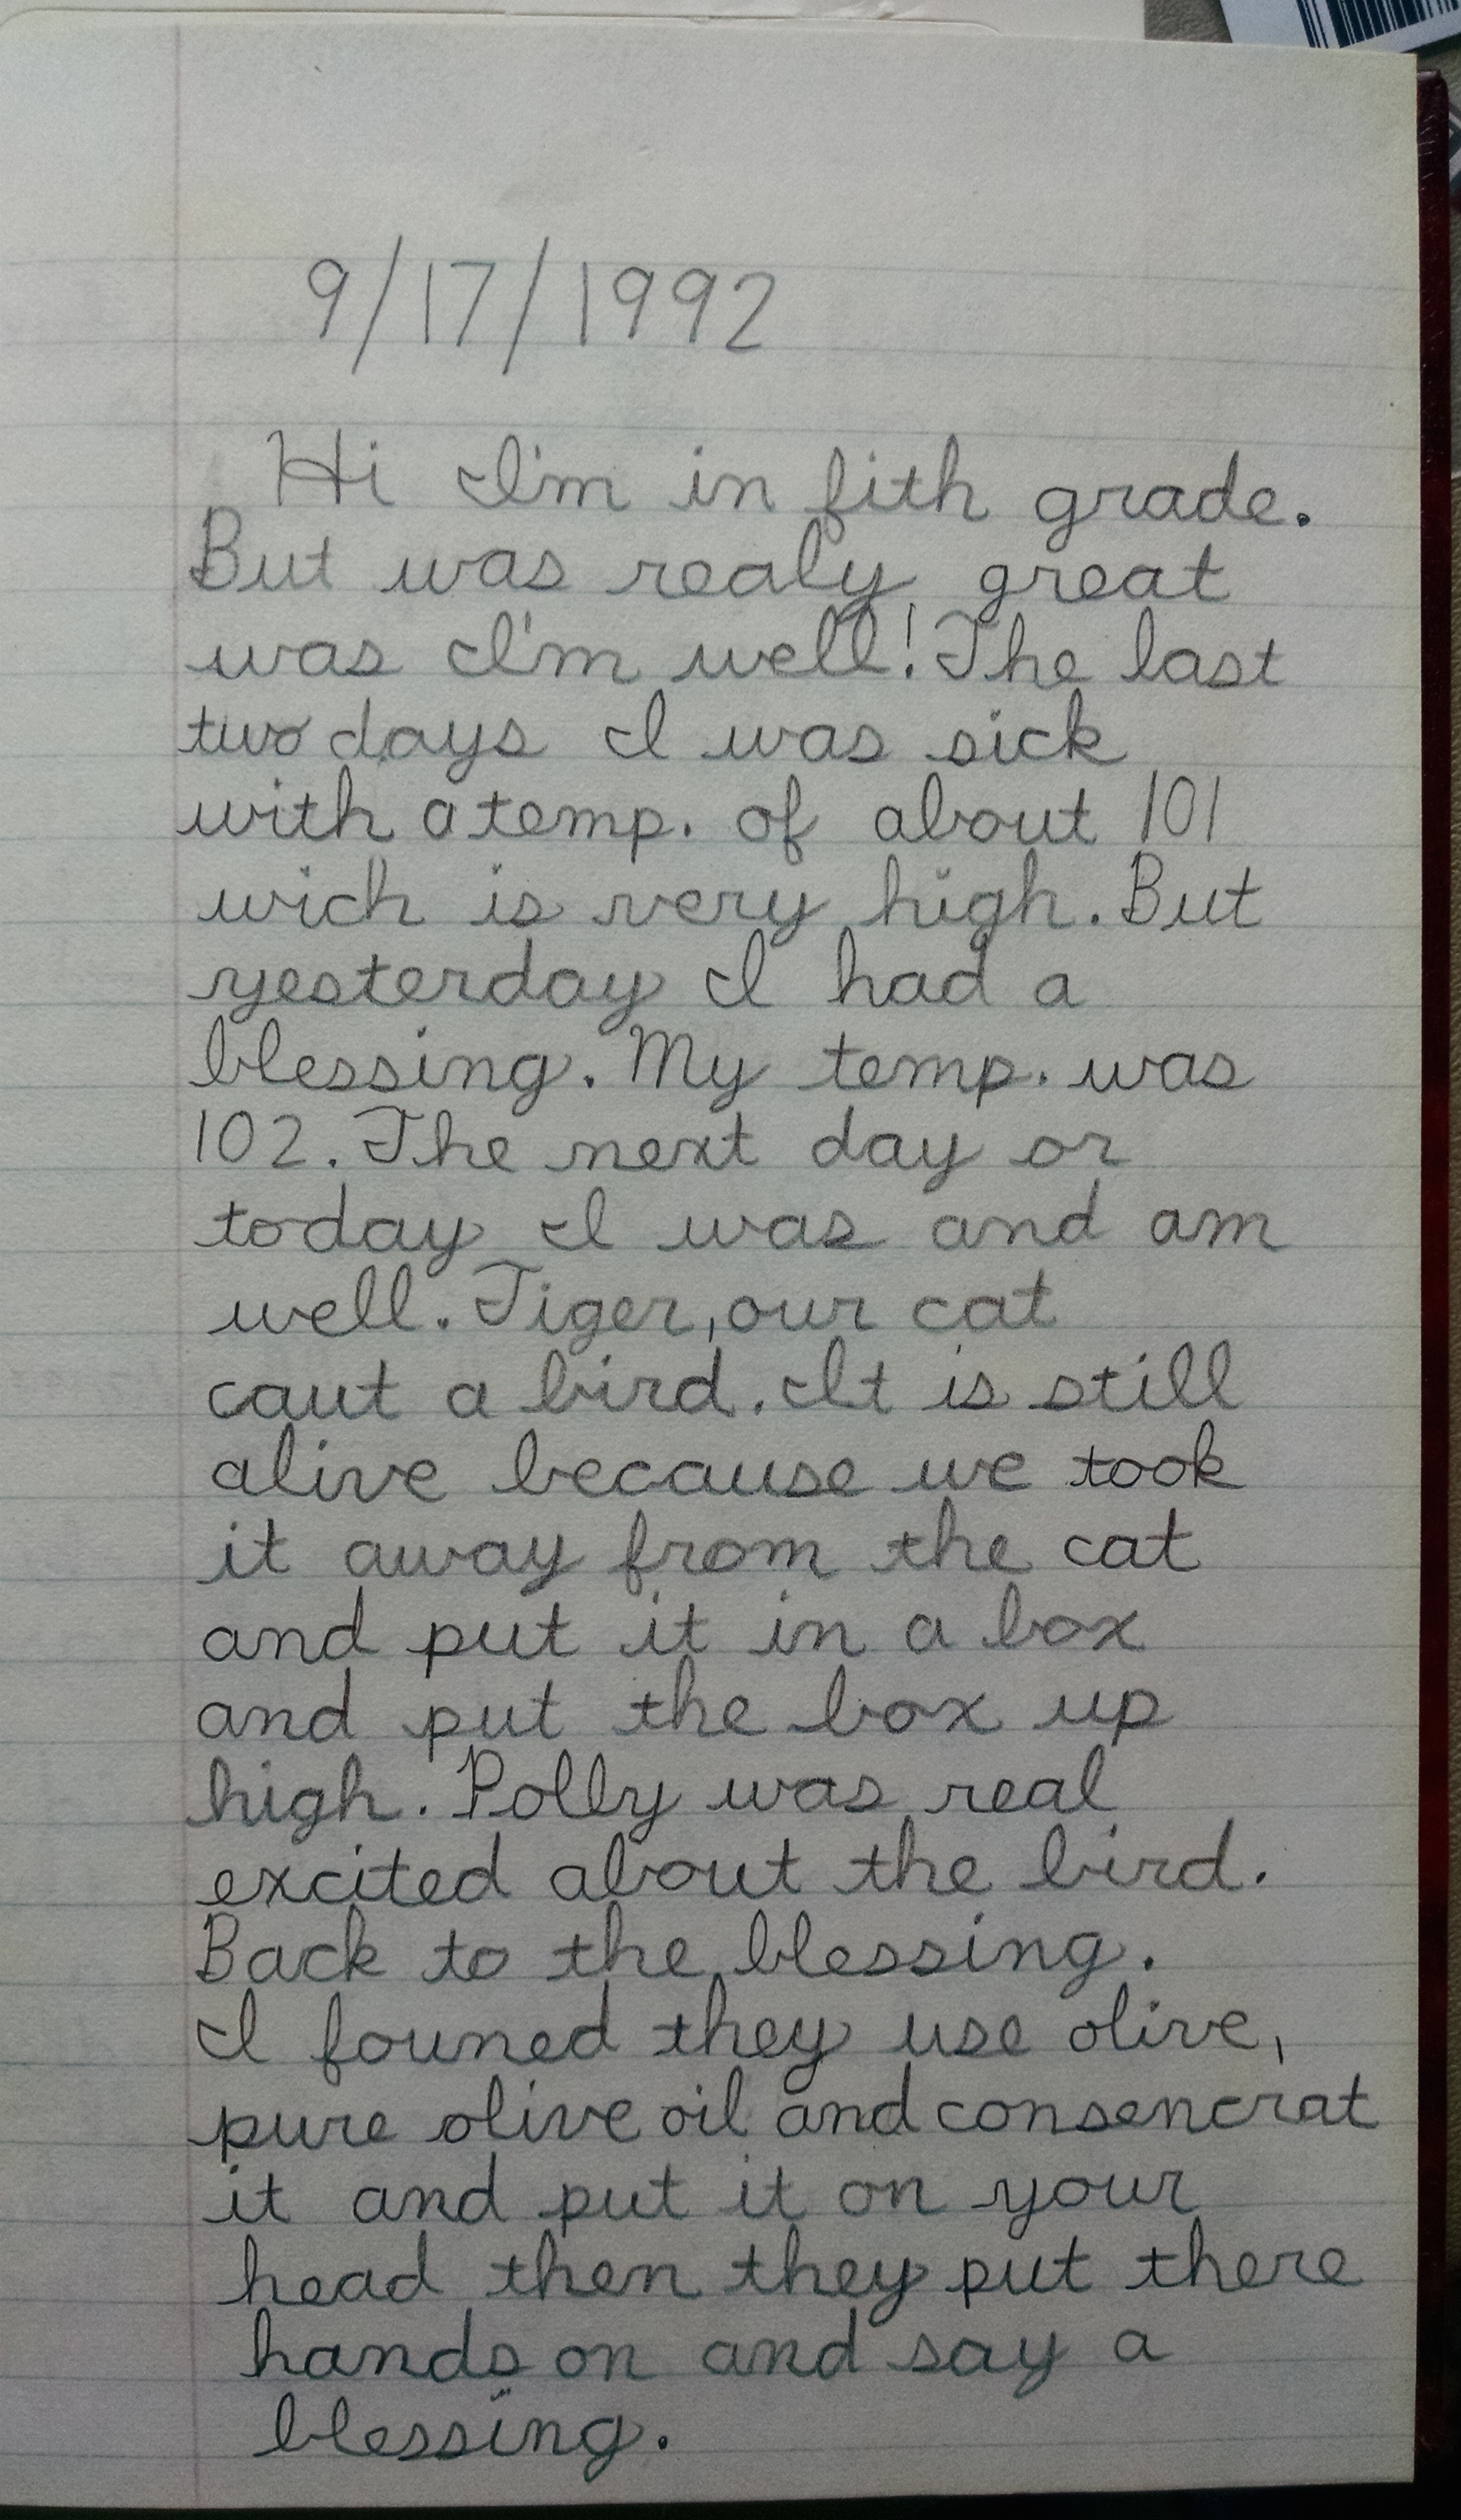 9/17/1992
Hi I'm in fith grade.
But was realy great
was I'm well! The last
two days I was sick
with a temp. of about 101
wich is very high. But
yesterday I had a
blessing. My temp. was
102. The next day or
today I was and am
well. Tiger, our cat
caut a bird. It is still
alive because we took
it away from the cat
and put it in a box
and put the box up
high. Polly was real
excited about the bird.
Back to the blessing.
I founed they use olive,
pure olive oil and consencrat
it and put it on your
head then they put there
hands on and say a
blessing.